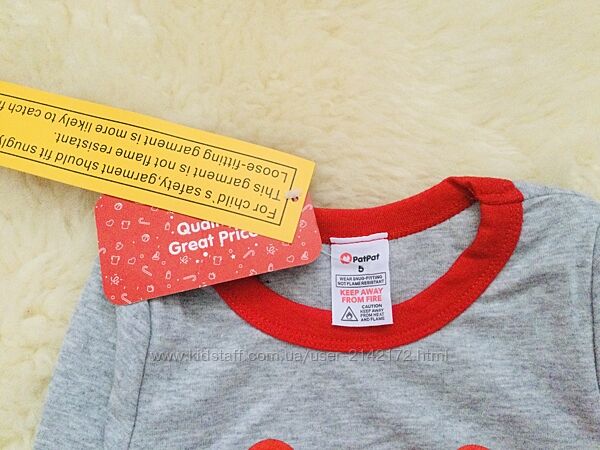 For child's safety,garment should fit snugly
This garment is not flame resistant.
Loose-fitting garment is more likely to catch
Great Price
PatPat
5
WEAR SNUG-FITTING
NOT FLAME RESISTANT
KEEP AWAY
FROM FIRE
CAUTION
KEEP AWAY
FROM HEAT
AND FLAME
www.kidstaff.com.ua/user-2142172.html